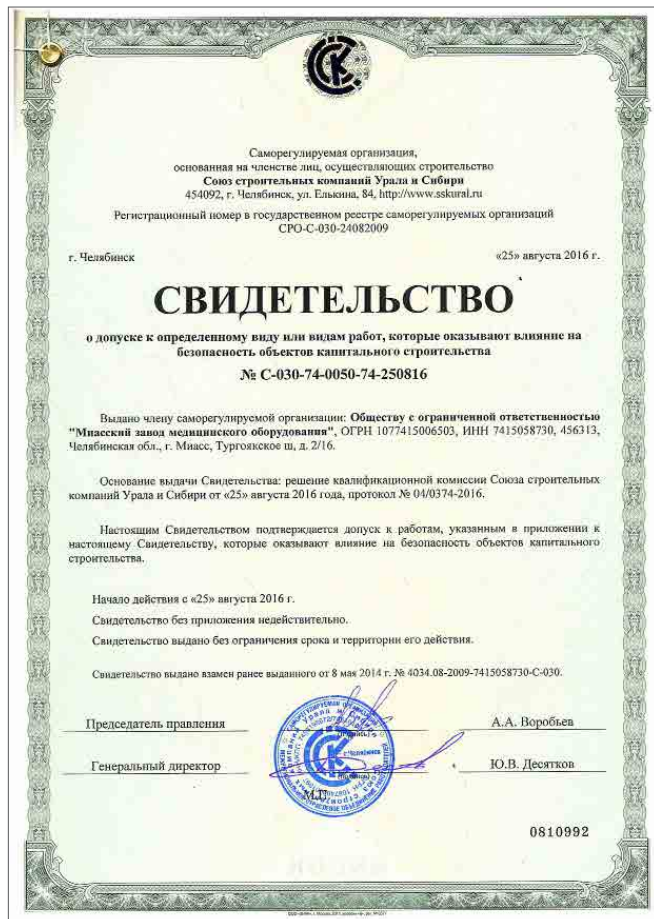 Саморегулируемая организация,
основанная на членстве лиц, осуществляющих строительство
Союз строительных компаний Урала и Сибири
454092, г. Челябинск, ул. Елькина, 84, http://www.sskural.ru
Регистрационный номер в государственном реестре саморегулируемых организаций
СРО-С-030-24082009
г. Челябинск «25» августа 2016 г.
СВИДЕТЕЛЬСТВО
о допуске к определенному виду или видам работ, которые оказывают влияние на
безопасность объектов капитального строительства
№ С-030-74-0050-74-250816
Выдано члену саморегулируемой организации: Обществу с ограниченной ответственностью
"Миасский завод медицинского оборудования", ОГРН 1077415006503, ИНН 7415058730, 456313,
Челябинская обл., г. Миасс, Тургоякское ш, д. 2/16.
Основание выдачи Свидетельства: решение квалификационной комиссии Союза строительных
компаний Урала и Сибири от «25» августа 2016 года, протокол № 04/0374-2016.
Настоящим Свидетельством подтверждается допуск к работам, указанным в приложении к
настоящему Свидетельству, которые оказывают влияние на безопасность объектов капитального
строительства.
Начало действия с «25» августа 2016 г.
Свидетельство без приложения недействительно.
Свидетельство выдано без ограничения срока и территории его действия.
Свидетельство выдано взамен ранее выданного от 8 мая 2014 г. № 4034.08-2009-7415058730-С-030.
Председатель правления А.А. Воробьев
(подпись)
г.Челябинск
Генеральный директор Ю.В. Десятков
(подпись)
М.П.
0810992